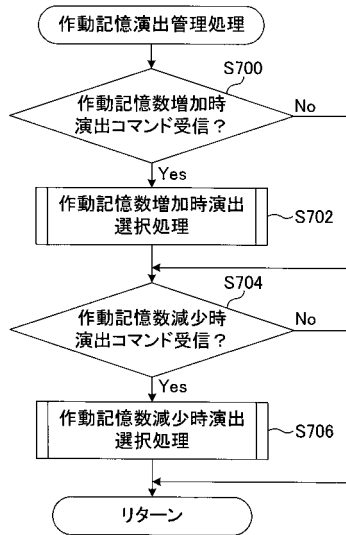 作動記憶演出管理処理
S700
作動記憶数増加時
演出コマンド受信？
No
Yes
作動記憶数増加時演出
選択処理
S702
S704
作動記憶数減少時
演出コマンド受信？
No
Yes
作動記憶数減少時演出
選択処理
S706
リターン